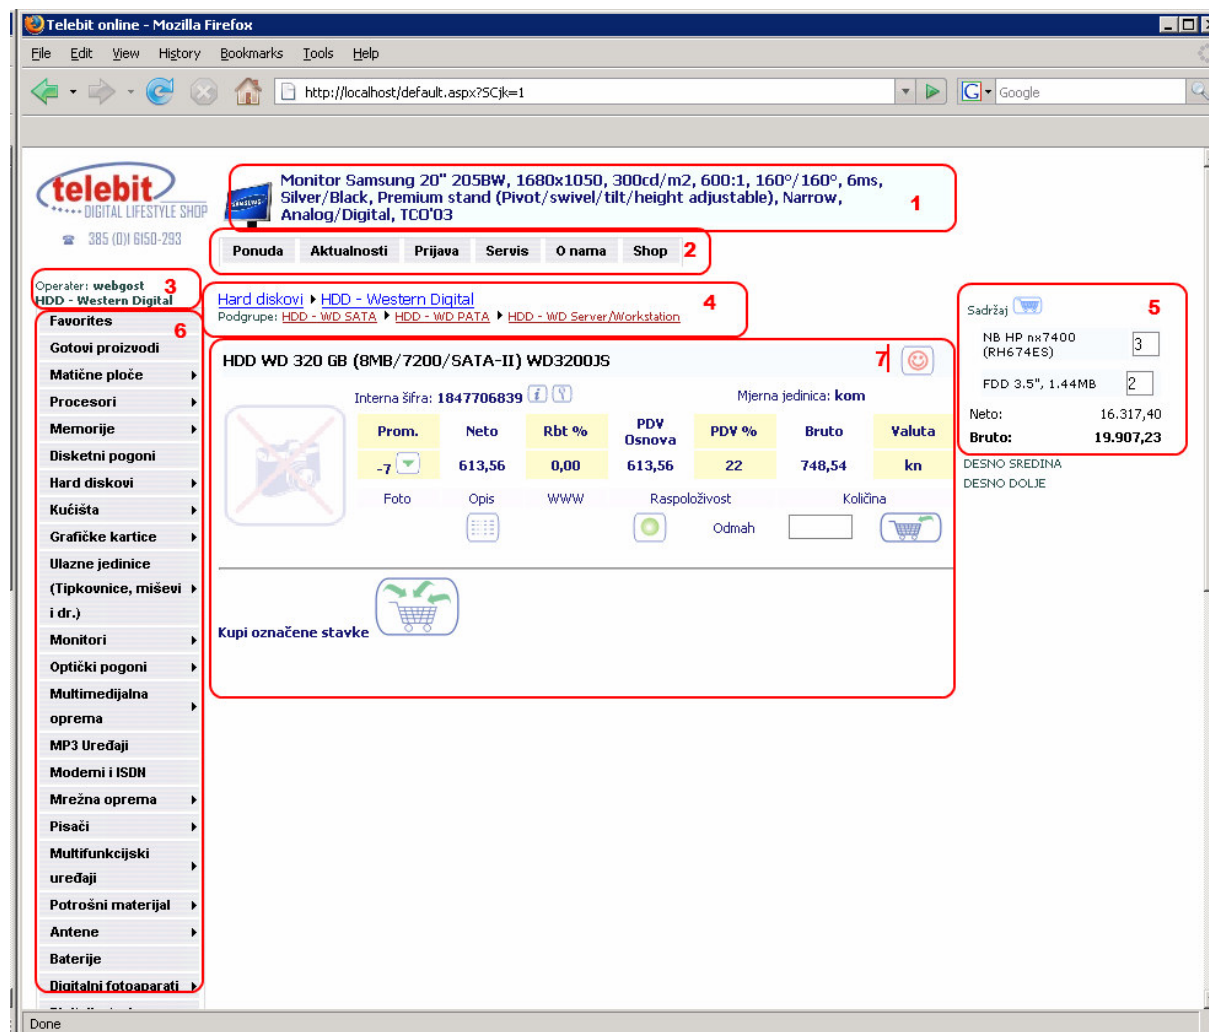 Telebit online - Mozilla Firefox
File Edit View History Bookmarks Tools Help
http://localhost/default.aspx?SCjk=1
G Google
telebit
DIGITAL LIFESTYLE SHOP
385 (0)1 6150-293
SAMSUNG
Monitor Samsung 20" 205BW, 1680x1050, 300cd/m2, 600:1, 160°/160°, 6ms,
Silver/Black, Premium stand (Pivot/swivel/tilt/height adjustable), Narrow,
Analog/Digital, TCO'03
1
Ponuda Aktualnosti Prijava Servis O nama Shop 2
Operater: webgost 3
HDD - Western Digital
Hard diskovi HDD - Western Digital 4
Podgrupe: HDD - WD SATA HDD - WD PATA HDD - WD Server/Workstation
Sadržaj 5
NB HP nx7400
(RH674ES) 3
FDD 3.5", 1.44MB 2
Neto: 16.317,40
Bruto: 19.907,23
DESNO SREDINA
DESNO DOLJE
6
Favorites
Gotovi proizvodi
Matične ploče
Procesori
Memorije
Disketni pogoni
Hard diskovi
Kućišta
Grafičke kartice
Ulazne jedinice
(Tipkovnice, miševi
i dr.)
Monitori
Optički pogoni
Multimedijalna
oprema
MP3 Uređaji
Modemi i ISDN
Mrežna oprema
Pisači
Multifunkcijski
uređaji
Potrošni materijal
Antene
Baterije
Digitalni fotoaparati
HDD WD 320 GB (8MB/7200/SATA-II) WD3200JS 7
Interna šifra: 1847706839 i Mjerna jedinica: kom
Prom. Neto Rbt % PDV Osnova PDV % Bruto Valuta
-7 613,56 0,00 613,56 22 748,54 kn
Foto Opis WWW Raspoloživost Količina
Odmah
Kupi označene stavke
Done